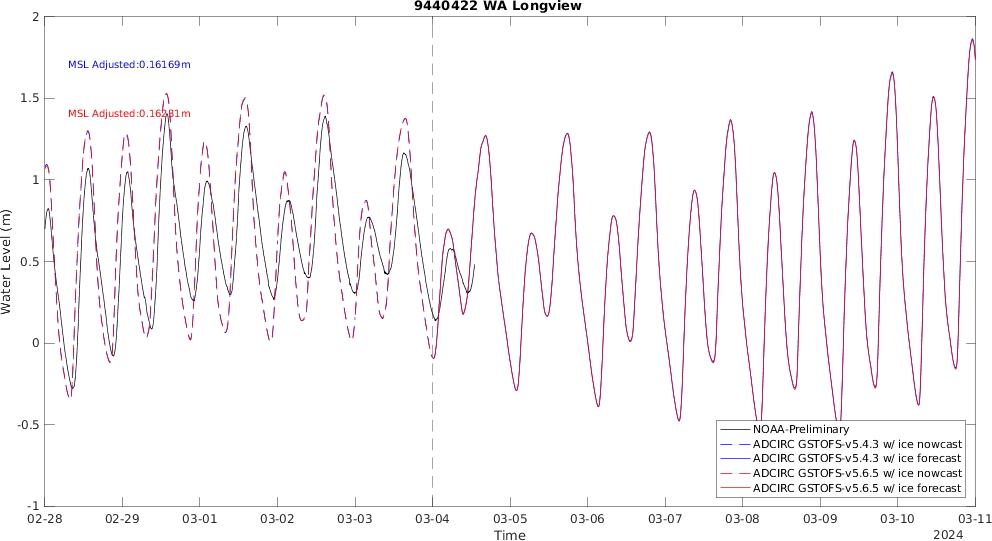 9440422 WA Longview
2
1.5
1
0.5
0
-0.5
-1
Water Level (m)
MSL Adjusted:0.16169m
MSL Adjusted:0.16231m
NOAA-Preliminary
ADCIRC GSTOFS-v5.4.3 w/ ice nowcast
ADCIRC GSTOFS-v5.4.3 w/ ice forecast
ADCIRC GSTOFS-v5.6.5 w/ ice nowcast
ADCIRC GSTOFS-v5.6.5 w/ ice forecast
02-28 02-29 03-01 03-02 03-03 03-04 03-05 03-06 03-07 03-08 03-09 03-10 03-11
Time
2024